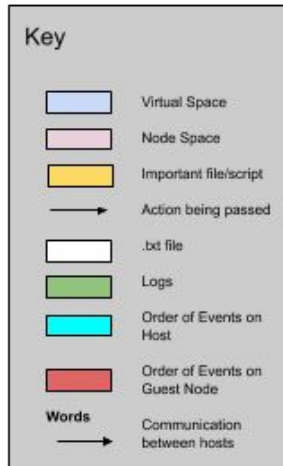 Key
Virtual Space
Node Space
Important file/script
Action being passed
.txt file
Logs
Order of Events on
Host
Order of Events on
Guest Node
Words
Communication
between hosts